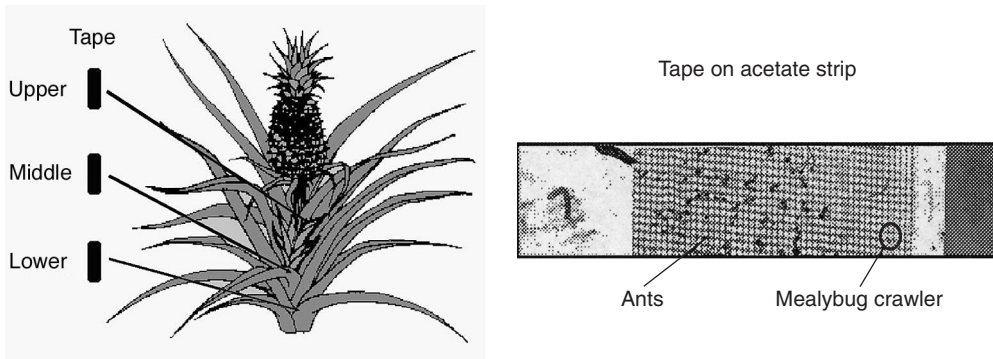 Tape
Upper
Middle
Lower
Tape on acetate strip
Ants
Mealybug crawler